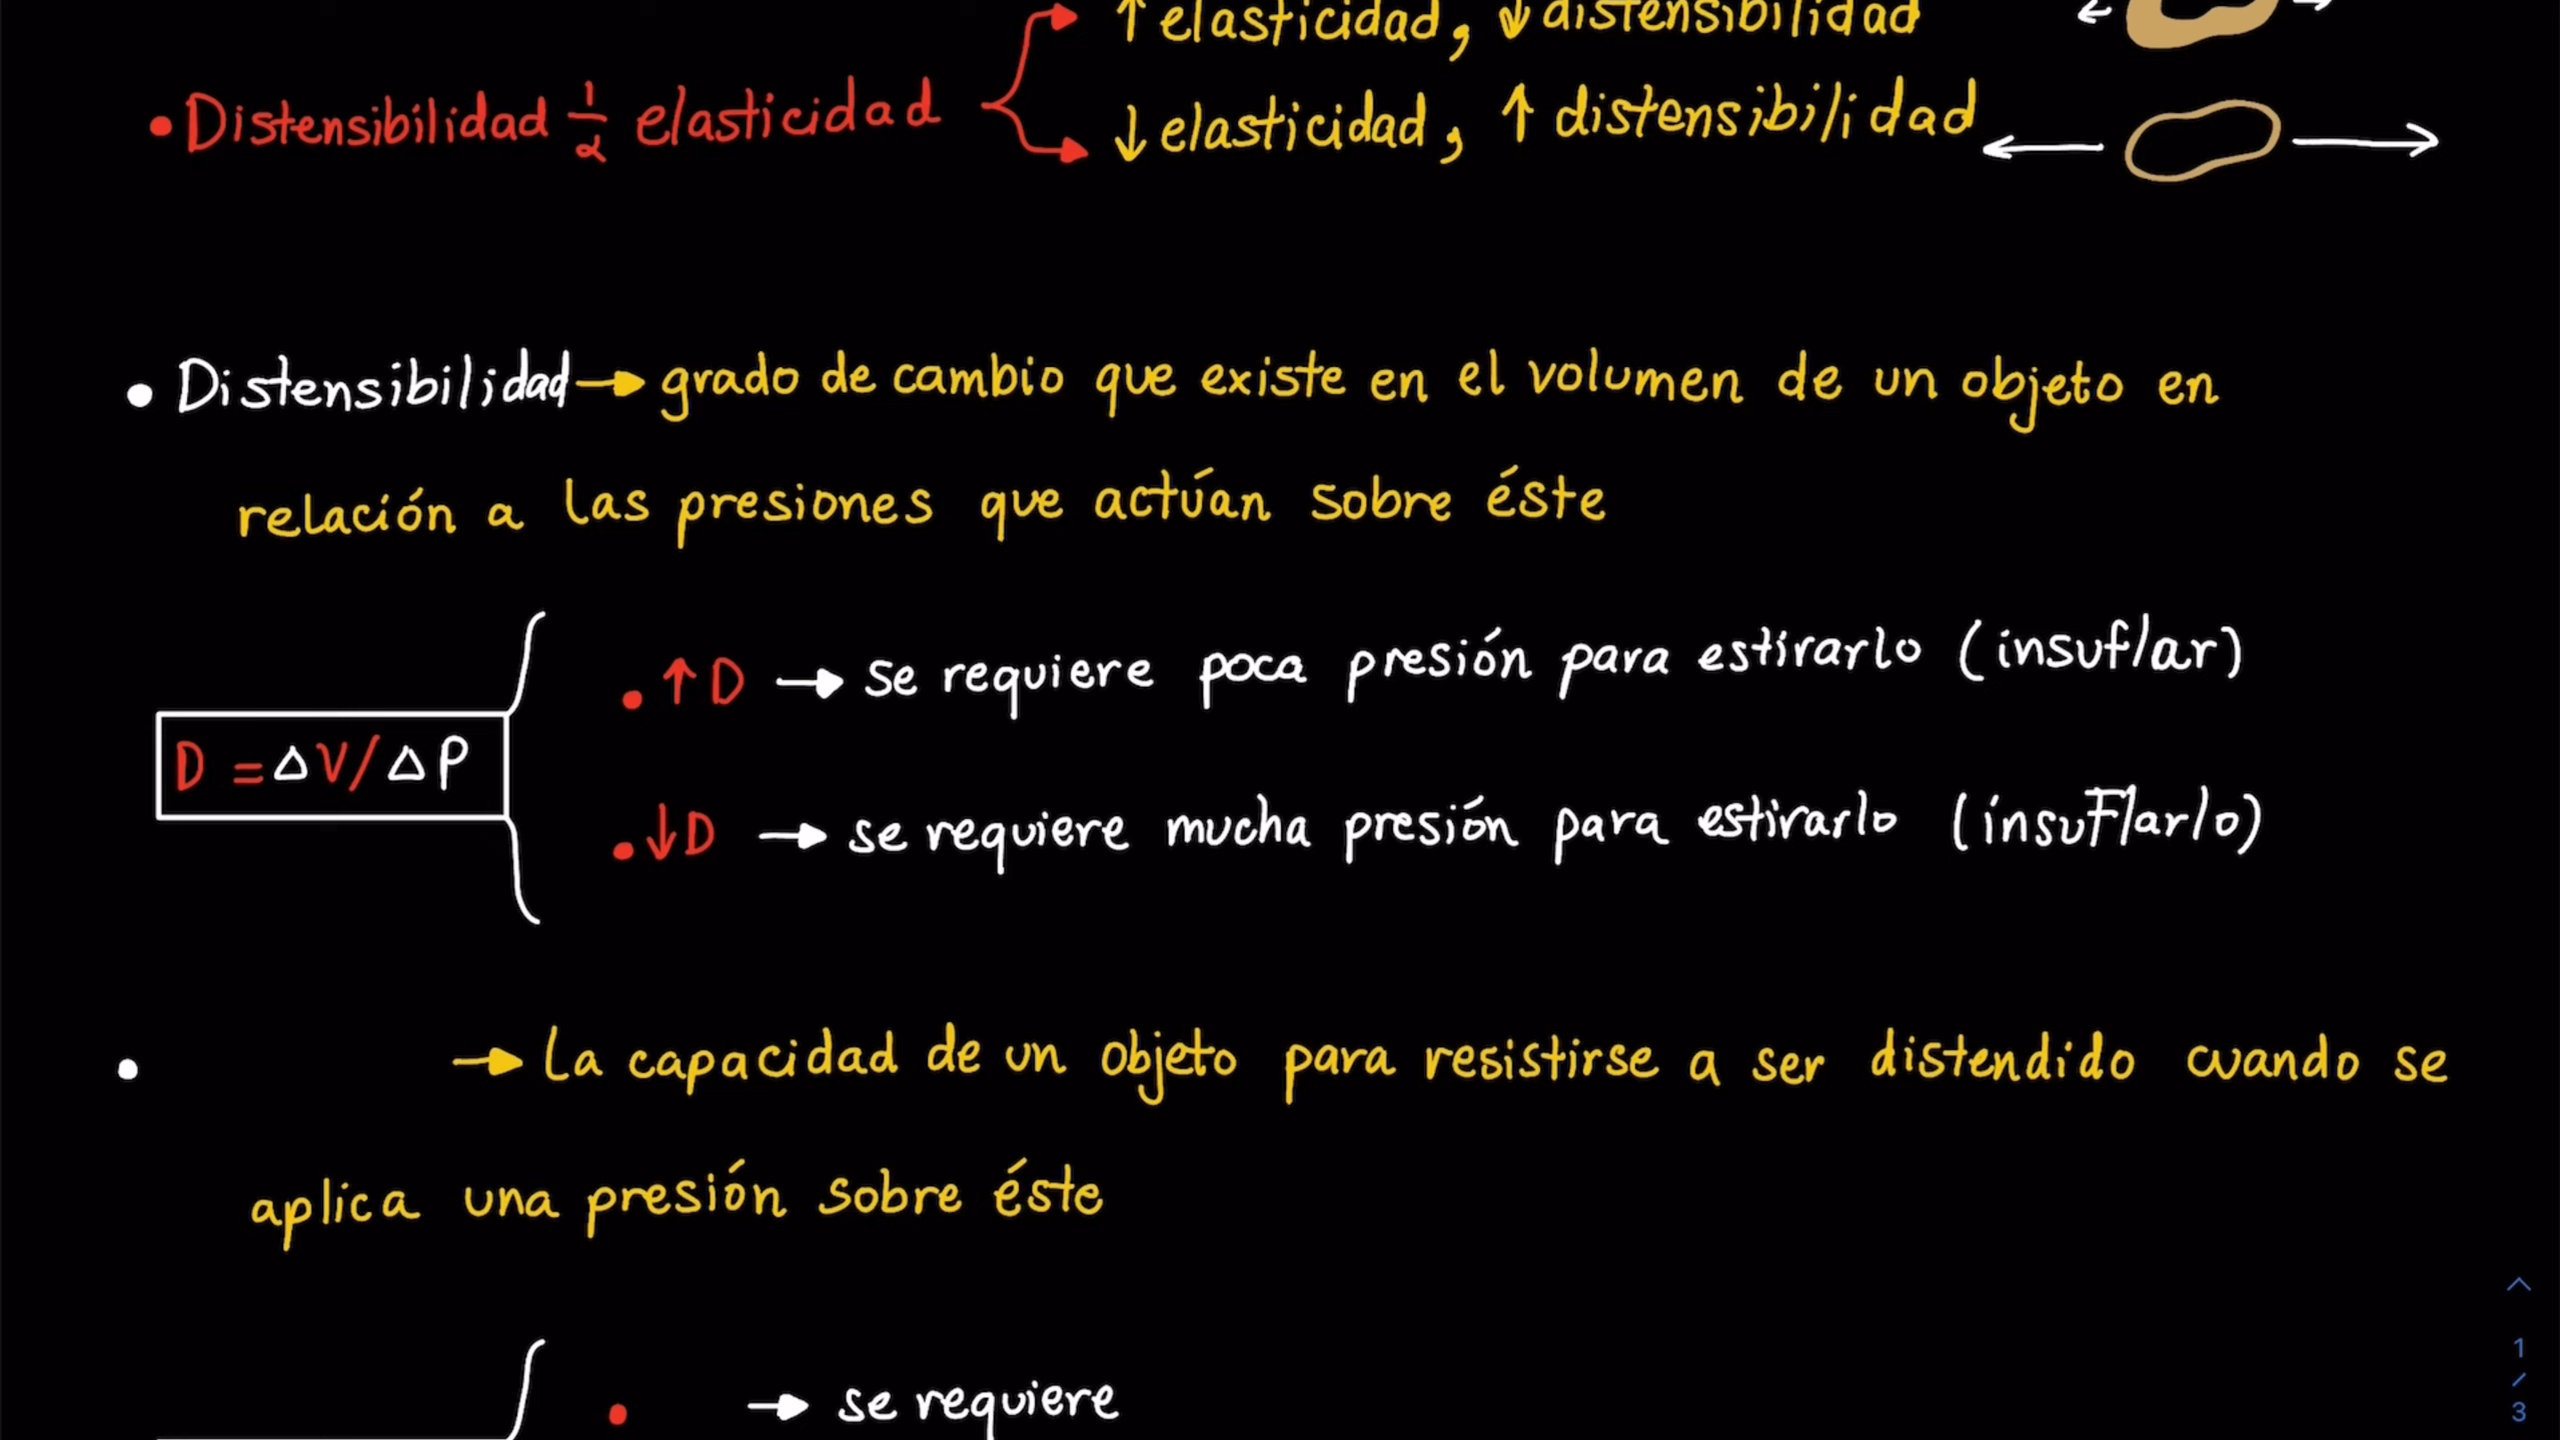 ↑ elasticidad, ↓ distensibilidad
• Distensibilidad 1/α elasticidad
↓ elasticidad, ↑ distensibilidad
• Distensibilidad → grado de cambio que existe en el volumen de un objeto en
relación a las presiones que actúan sobre éste
• ↑ D → se requiere poca presión para estirarlo (insuflar)
D = Δ V / Δ P
• ↓ D → se requiere mucha presión para estirarlo (insuflarlo)
• → La capacidad de un objeto para resistirse a ser distendido cuando se
aplica una presión sobre éste
• → se requiere
1
/
3